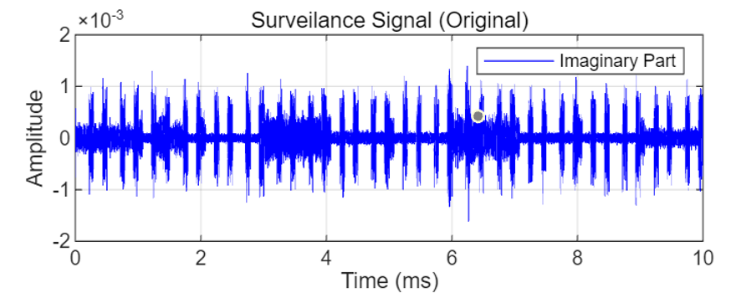 ×10-3
Surveilance Signal (Original)
Imaginary Part
2
1
0
-1
-2
Amplitude
0 2 4 6 8 10
Time (ms)